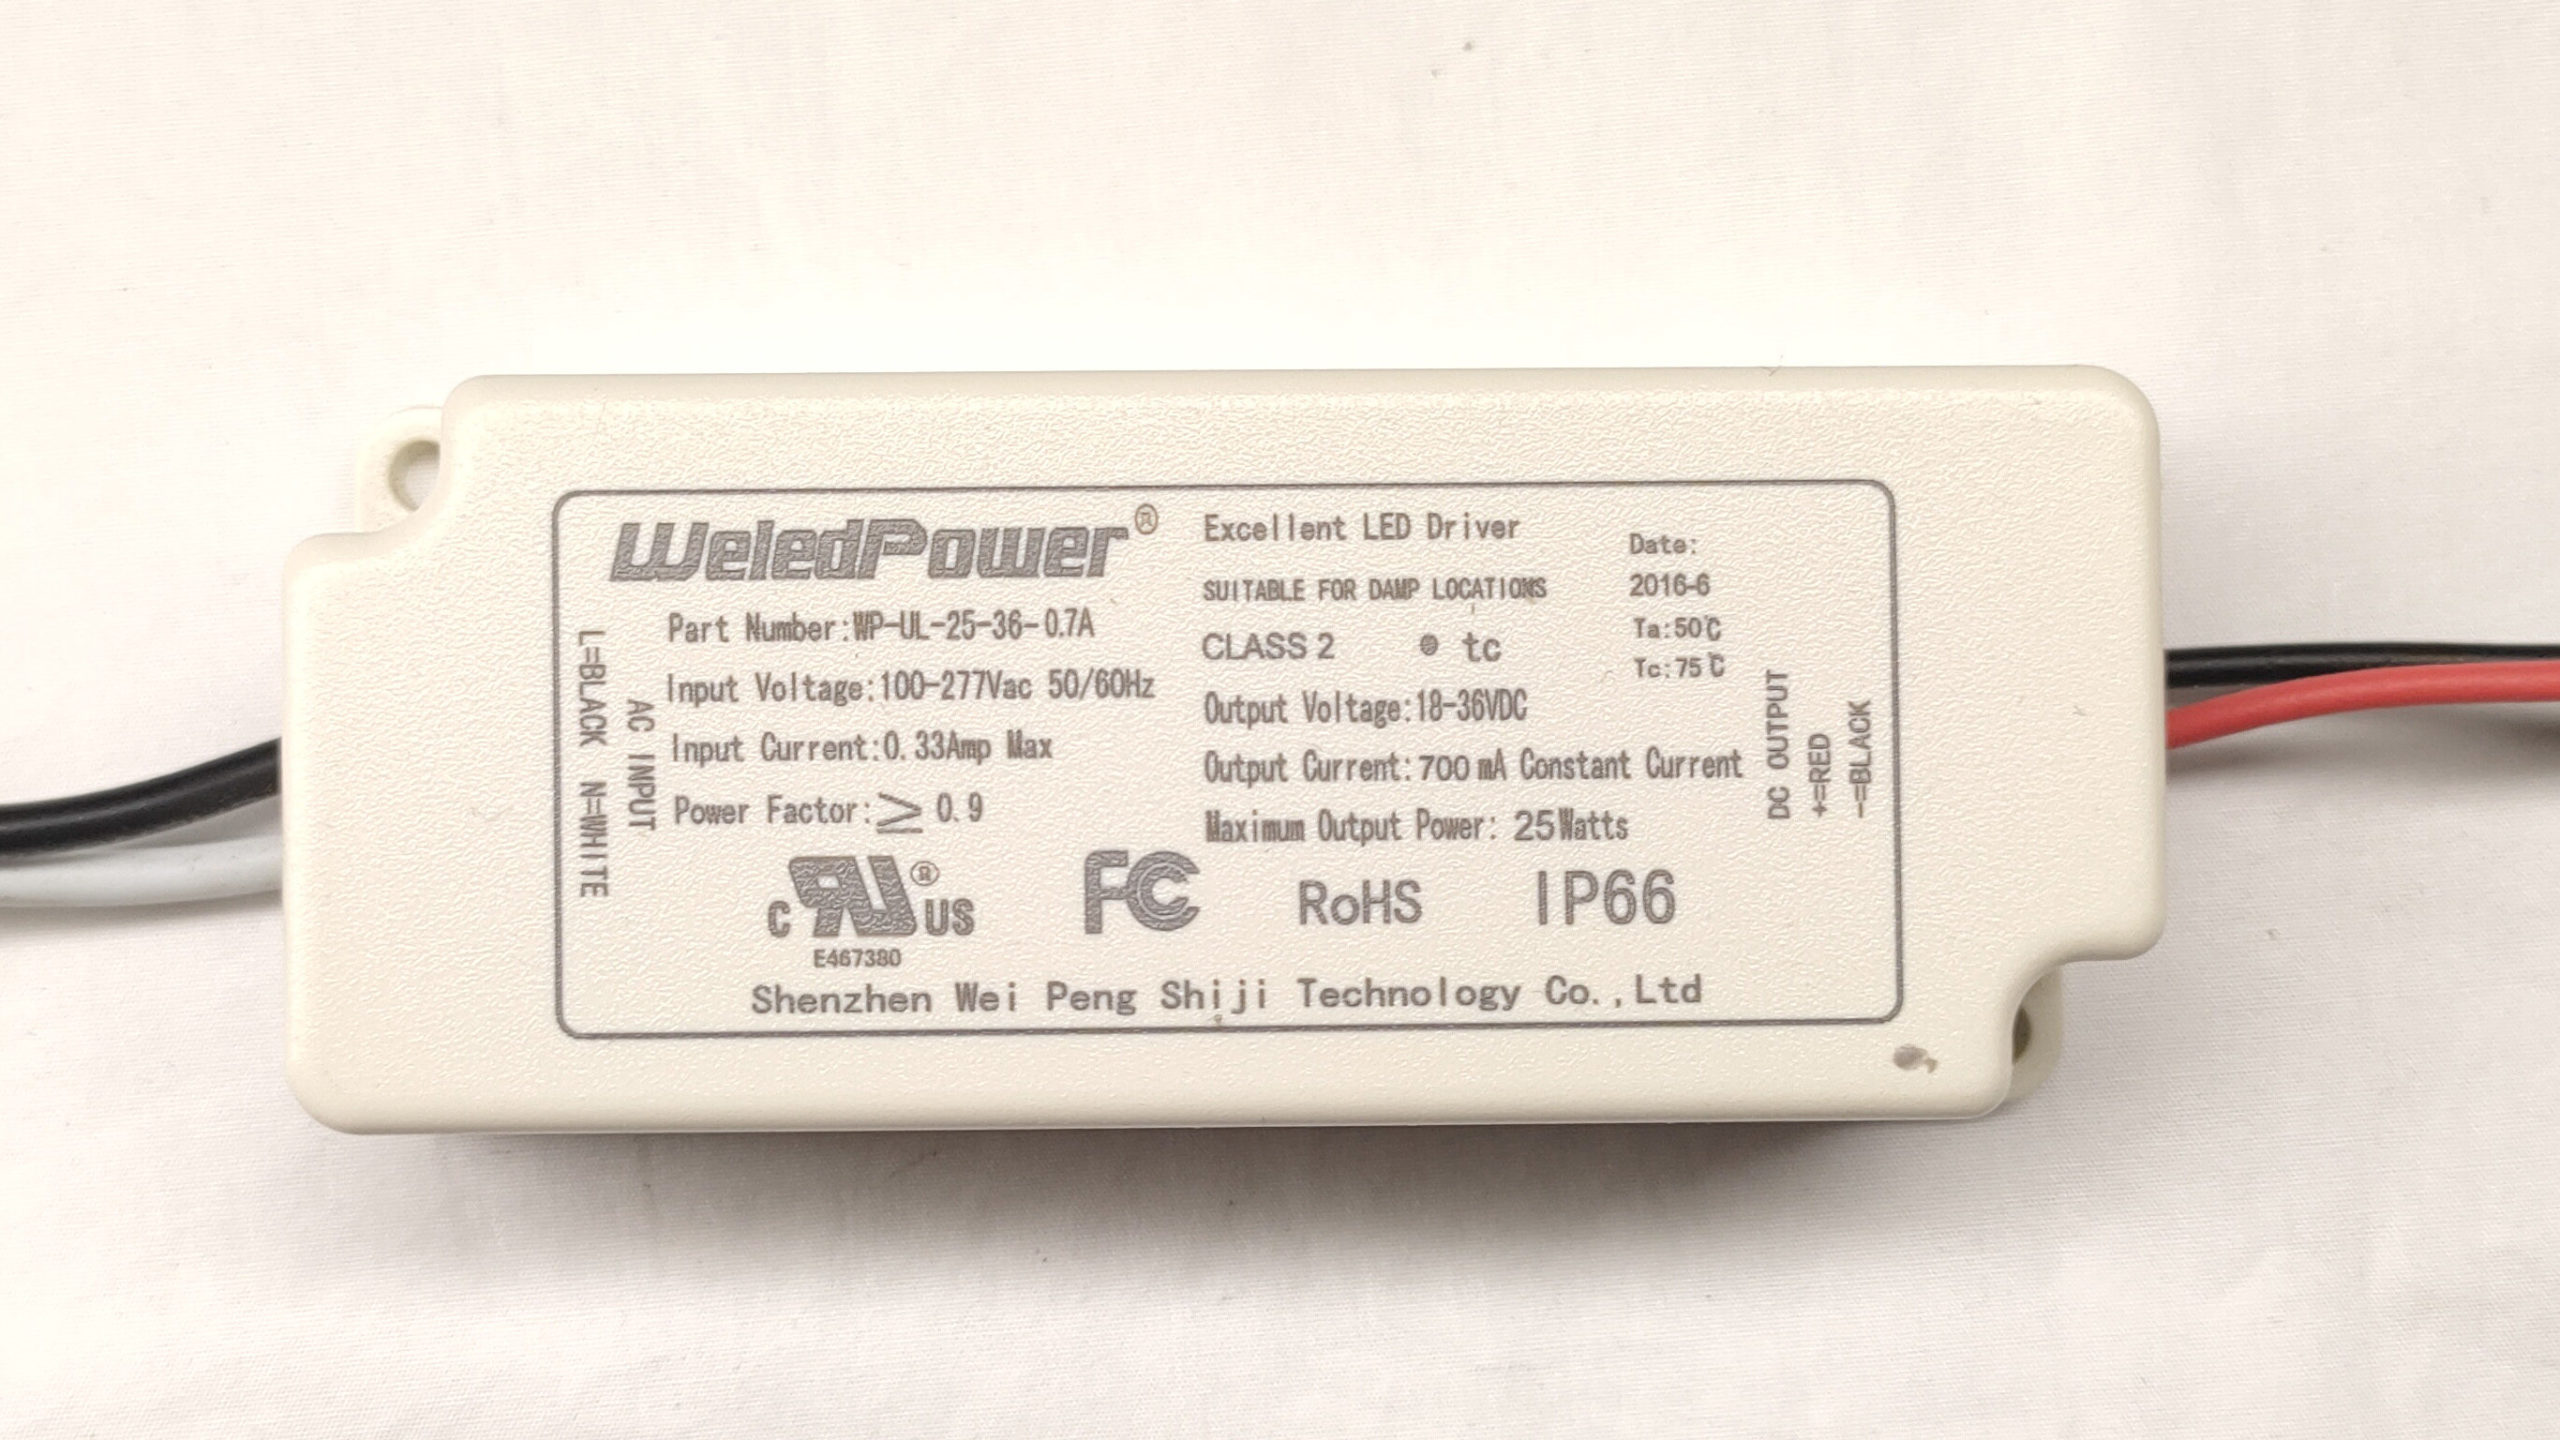 L=BLACK N=WHITE
AC INPUT
WeledPower®
Part Number:WP-UL-25-36-0.7A
Input Voltage:100-277Vac 50/60Hz
Input Current:0.33Amp Max
Power Factor:≥ 0.9
Excellent LED Driver
SUITABLE FOR DAMP LOCATIONS
CLASS 2 ● tc
Output Voltage:18-36VDC
Output Current:700mA Constant Current
Maximum Output Power: 25Watts
Date:
2016-6
Ta:50℃
Tc:75℃
DC OUTPUT
+=RED
-=BLACK
c RU® US
E467380
FC
RoHS
IP66
Shenzhen Wei Peng Shiji Technology Co.,Ltd